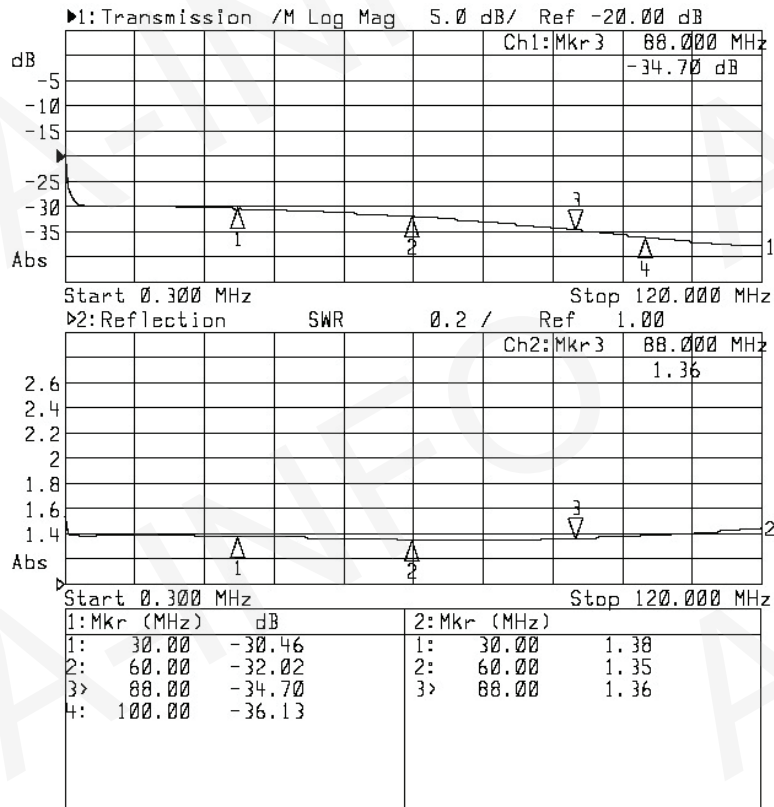 ▶1:Transmission /M Log Mag 5.0 dB/ Ref -20.00 dB
Ch1:Mkr3 88.000 MHz
-34.70 dB
dB
-5
-10
-15
-25
-30
-35
Abs
1
2
3
4
1
Start 0.300 MHz Stop 120.000 MHz
▷2:Reflection SWR 0.2 / Ref 1.00
Ch2:Mkr3 88.000 MHz
1.36
2.6
2.4
2.2
2
1.8
1.6
1.4
Abs
1
2
3
2
Start 0.300 MHz Stop 120.000 MHz
1:Mkr (MHz) dB
1: 30.00 -30.46
2: 60.00 -32.02
3> 88.00 -34.70
4: 100.00 -36.13
2:Mkr (MHz)
1: 30.00 1.38
2: 60.00 1.35
3> 88.00 1.36
A-INFO